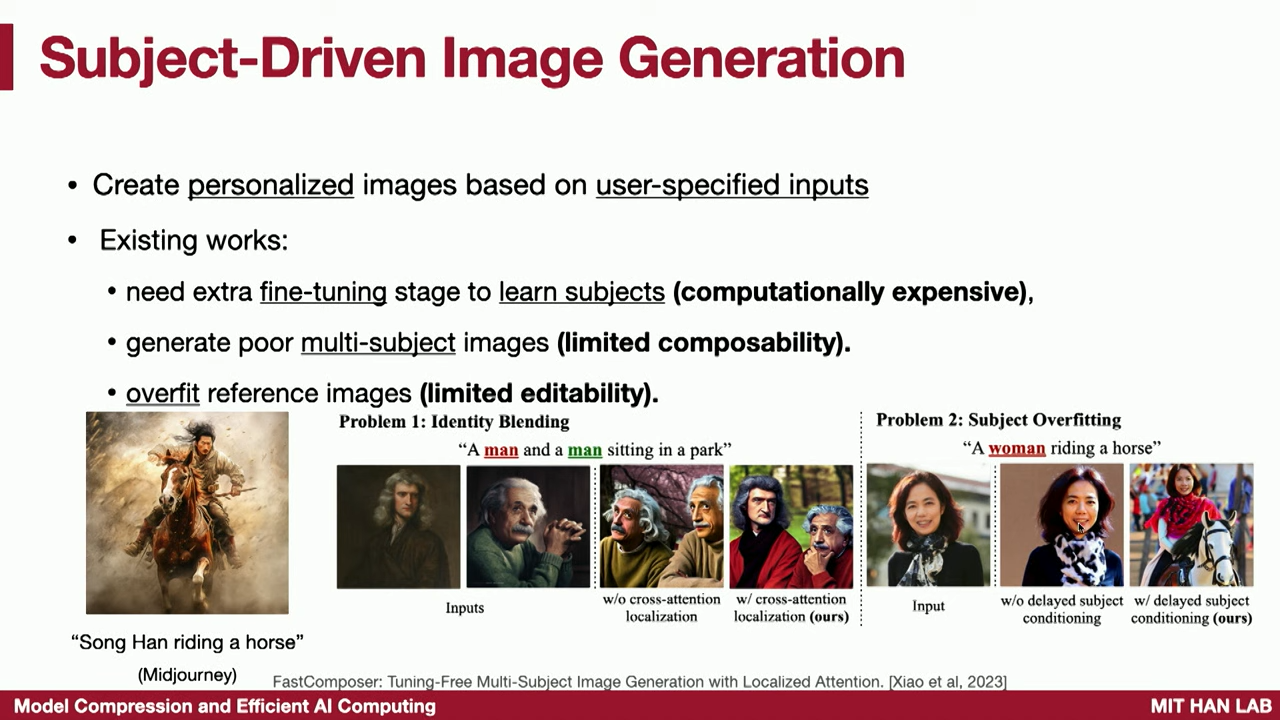 Subject-Driven Image Generation
• Create personalized images based on user-specified inputs
• Existing works:
• need extra fine-tuning stage to learn subjects (computationally expensive),
• generate poor multi-subject images (limited composability).
• overfit reference images (limited editability).
Problem 1: Identity Blending
"A man and a man sitting in a park"
Inputs
w/o cross-attention
localization
w/ cross-attention
localization (ours)
Problem 2: Subject Overfitting
"A woman riding a horse"
Input
w/o delayed subject
conditioning
w/ delayed subject
conditioning (ours)
“Song Han riding a horse”
(Midjourney)
FastComposer: Tuning-Free Multi-Subject Image Generation with Localized Attention. [Xiao et al, 2023]
Model Compression and Efficient AI Computing
MIT HAN LAB